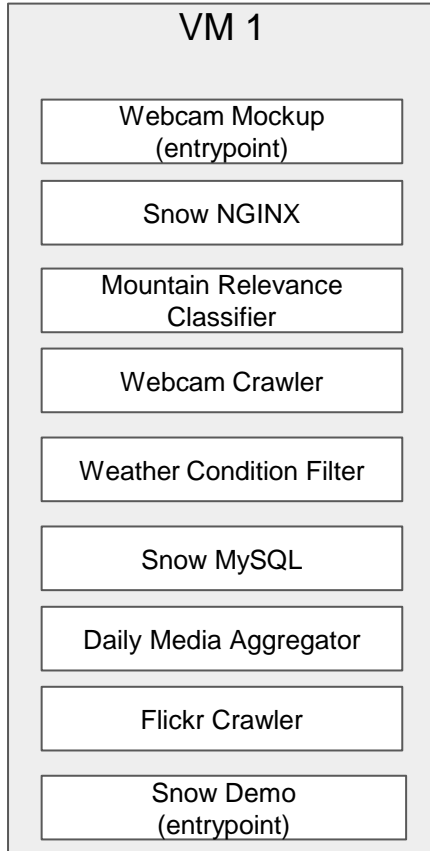 VM 1
Webcam Mockup
(entrypoint)
Snow NGINX
Mountain Relevance
Classifier
Webcam Crawler
Weather Condition Filter
Snow MySQL
Daily Media Aggregator
Flickr Crawler
Snow Demo
(entrypoint)